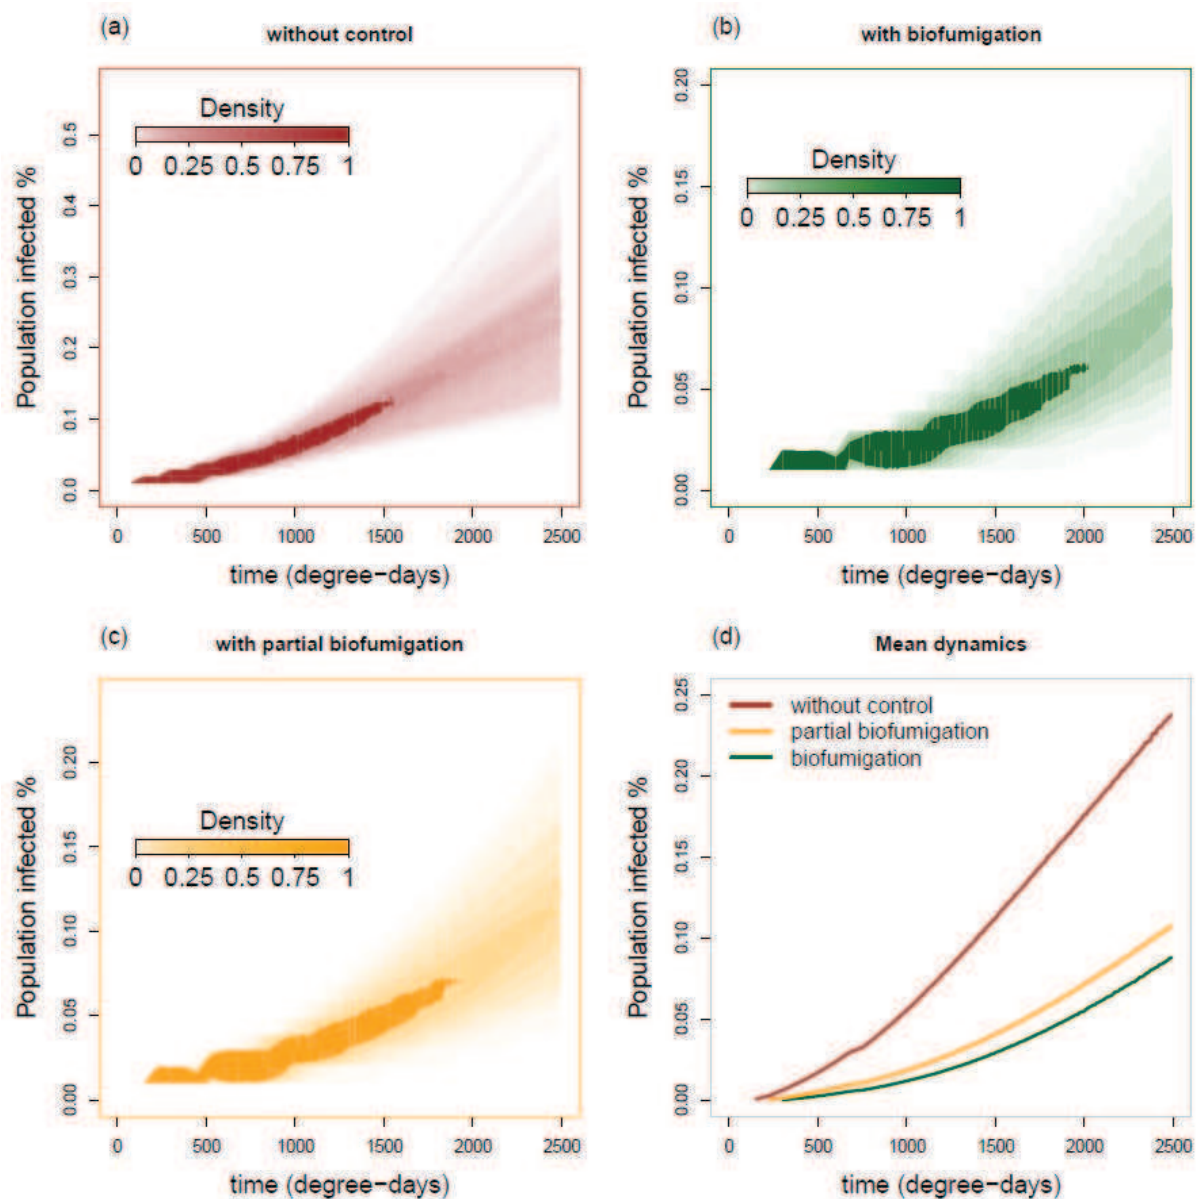 (a)
without control
Density
0 0.25 0.5 0.75 1
Population infected %
0.0 0.1 0.2 0.3 0.4 0.5
0 500 1000 1500 2000 2500
time (degree−days)
(b)
with biofumigation
Density
0 0.25 0.5 0.75 1
Population infected %
0.00 0.05 0.10 0.15 0.20
0 500 1000 1500 2000 2500
time (degree−days)
(c)
with partial biofumigation
Density
0 0.25 0.5 0.75 1
Population infected %
0.00 0.05 0.10 0.15 0.20
0 500 1000 1500 2000 2500
time (degree−days)
(d)
Mean dynamics
without control
partial biofumigation
biofumigation
Population infected %
0.00 0.05 0.10 0.15 0.20 0.25
0 500 1000 1500 2000 2500
time (degree−days)